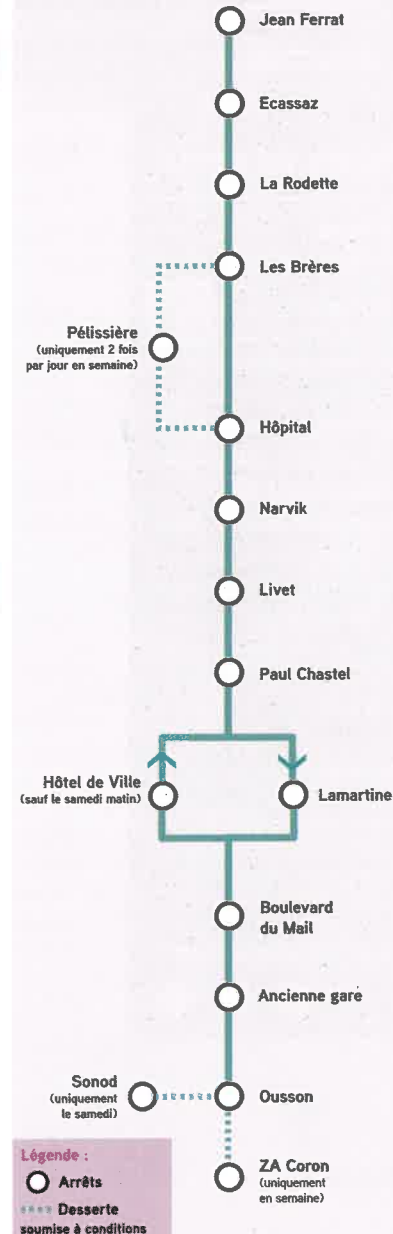 Jean Ferrat
Ecassaz
La Rodette
Les Brères
Pélissière
(uniquement 2 fois
par jour en semaine)
Hôpital
Narvik
Livet
Paul Chastel
Hôtel de Ville
(sauf le samedi matin)
Lamartine
Boulevard
du Mail
Ancienne gare
Sonod
(uniquement
le samedi)
Ousson
ZA Coron
(uniquement
en semaine)
Légende :
Arrêts
Desserte
soumise à conditions